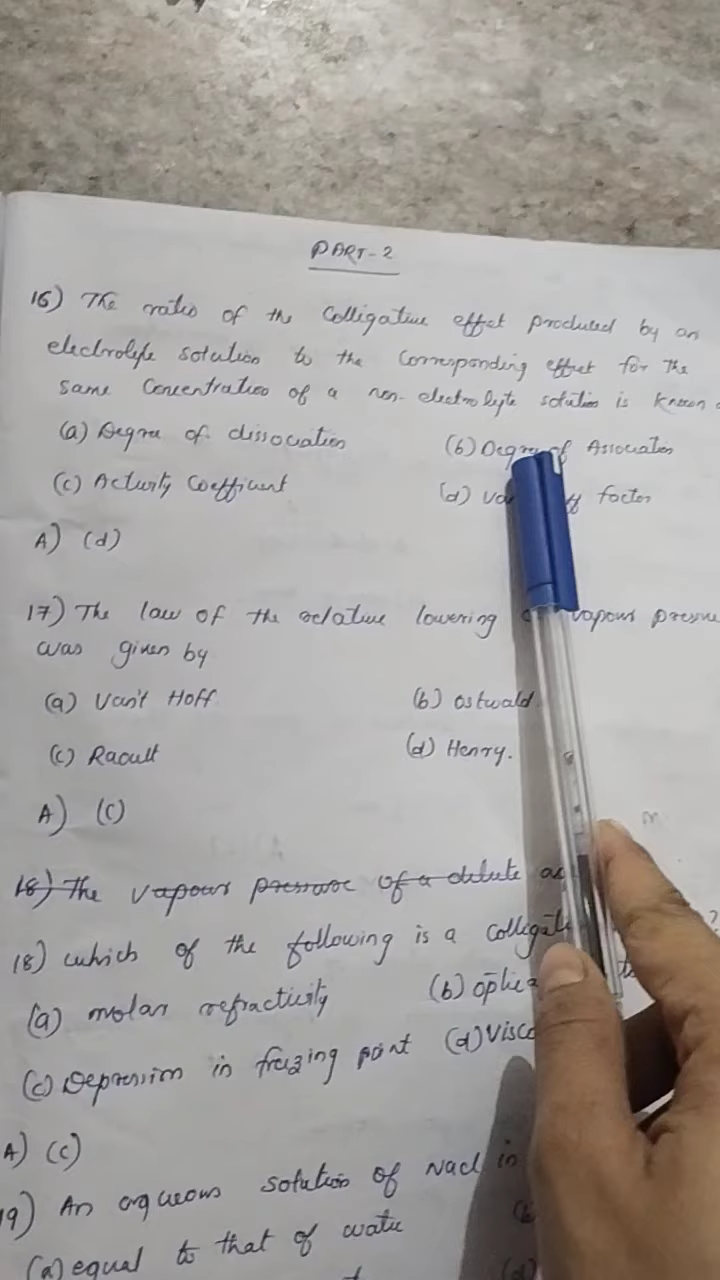 PART-2
16) The ratio of the Colligative effect produced by an
electrolyte solution to the Corresponding effect for the
same Concentration of a non-electrolyte solution is known
(a) Degree of dissociation (b) Degree of Association
(c) Activity Coefficient (d) factor
A) (d)
17) The law of the relative lowering vapour pressure
was given by
(a) Van't Hoff (b) Ostwald
(c) Raoult (d) Henry.
A) (C)
18) The vapour pressure of a dilute
18) which of the following is a ?
(a) molar refractivity (b)
(c) Depression in freezing point (d)
A) (C)
19) An aqueous solution of Nacl in
(a) equal to that of water